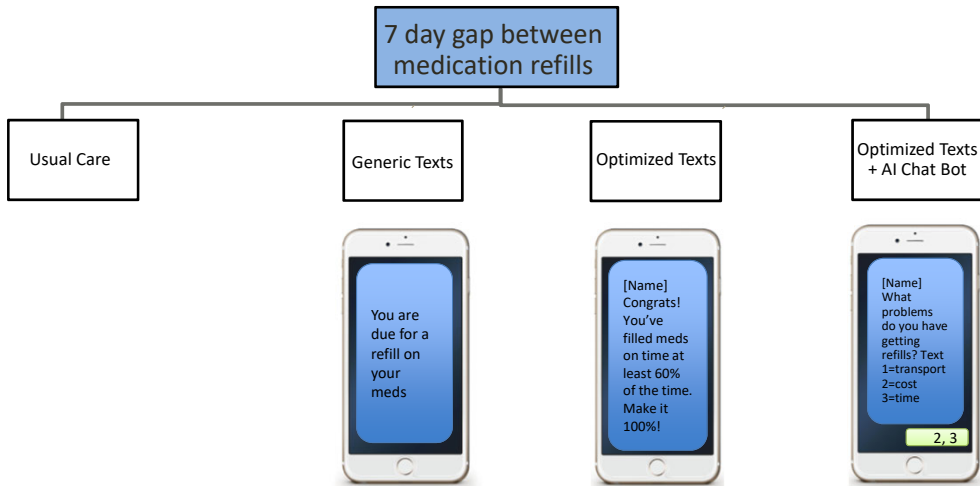 7 day gap between
medication refills
Usual Care
Generic Texts
Optimized Texts
Optimized Texts
+ AI Chat Bot
You are
due for a
refill on
your
meds
[Name]
Congrats!
You’ve
filled meds
on time at
least 60%
of the time.
Make it
100%!
[Name]
What
problems
do you have
getting
refills? Text
1=transport
2=cost
3=time
2, 3